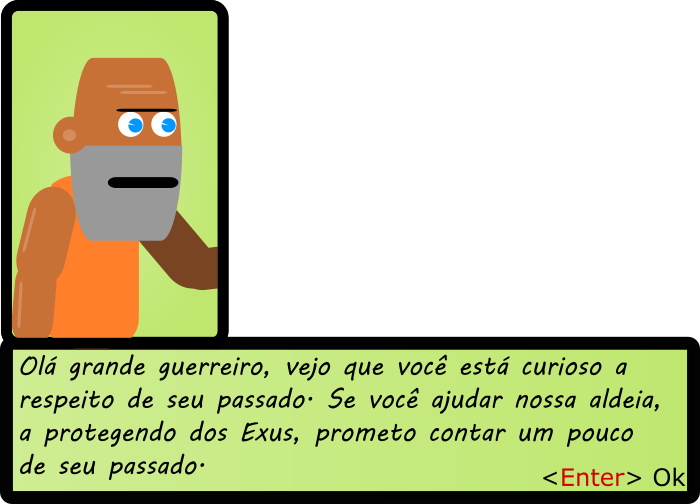 Olá grande guerreiro, vejo que você está curioso a
respeito de seu passado. Se você ajudar nossa aldeia,
a protegendo dos Exus, prometo contar um pouco
de seu passado.
<Enter> Ok